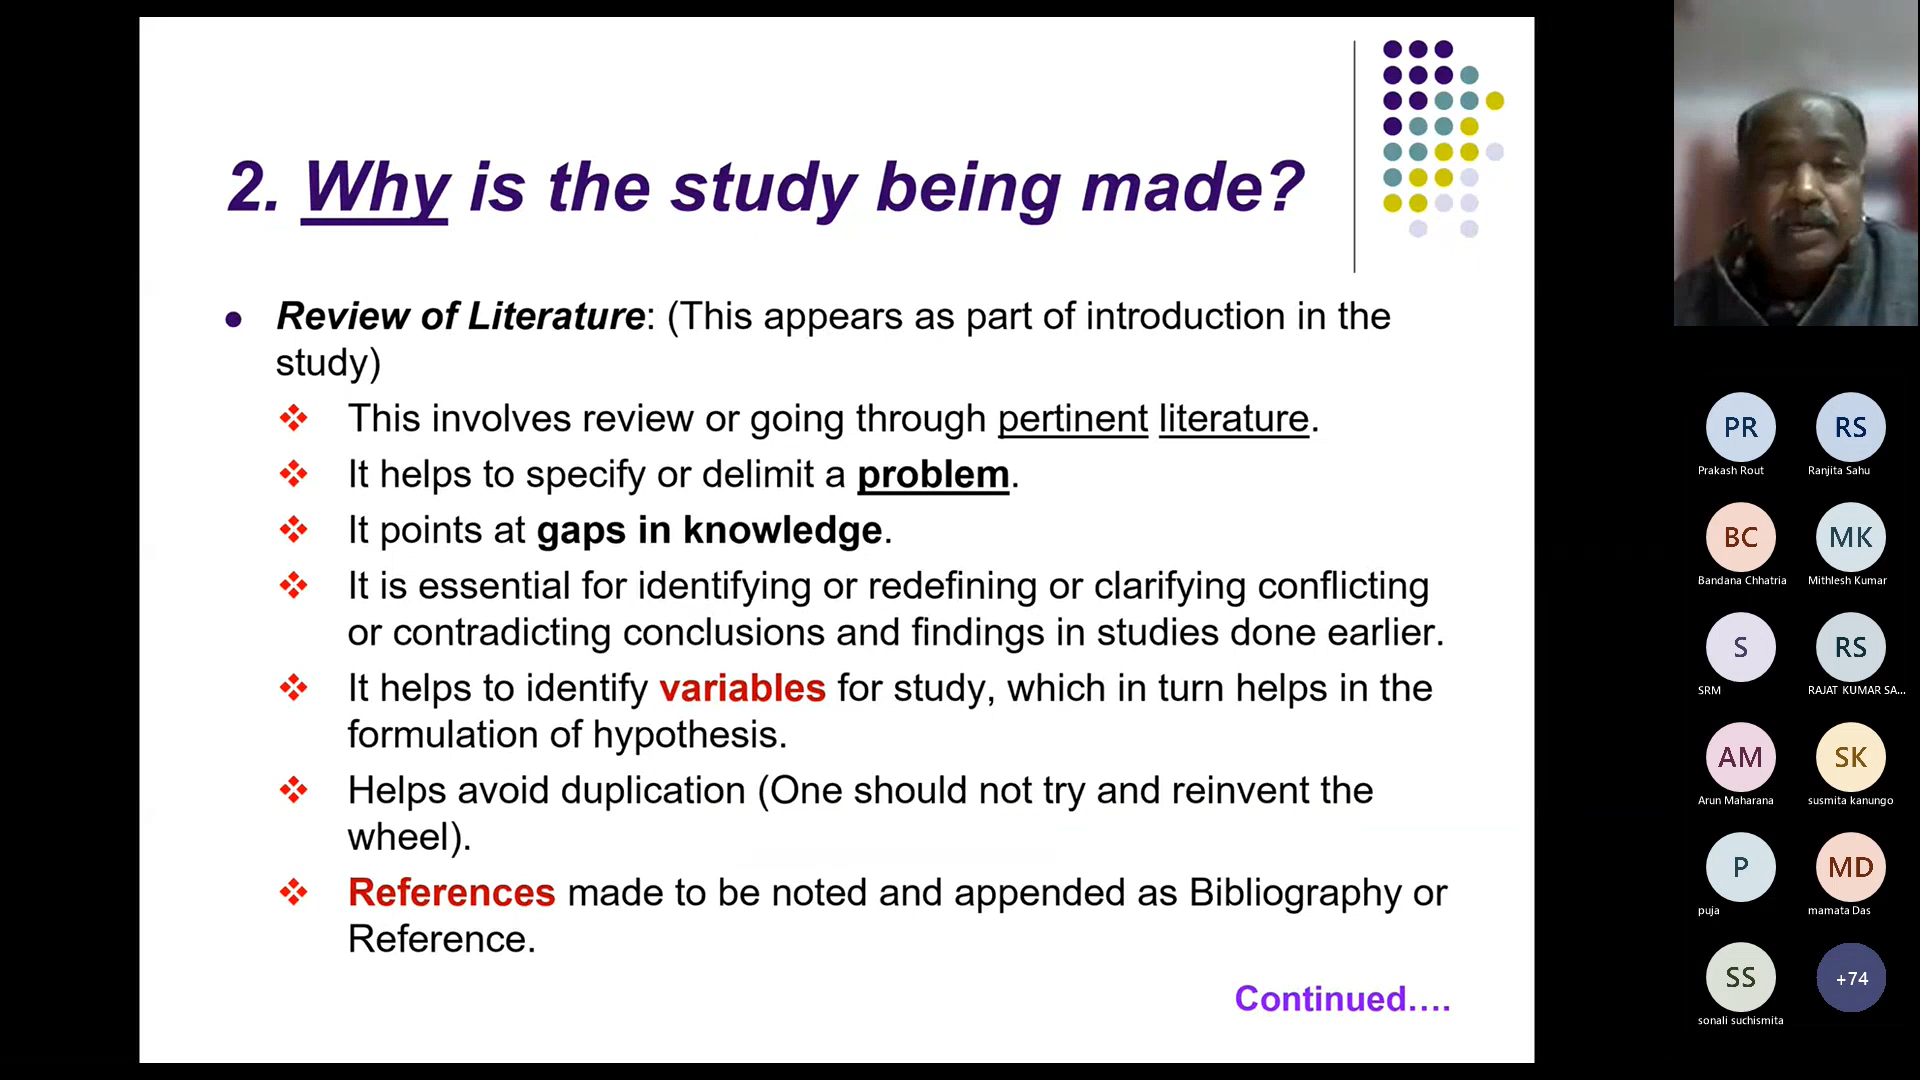 2. Why is the study being made?
Review of Literature: (This appears as part of introduction in the
study)
This involves review or going through pertinent literature.
It helps to specify or delimit a problem.
It points at gaps in knowledge.
It is essential for identifying or redefining or clarifying conflicting
or contradicting conclusions and findings in studies done earlier.
It helps to identify variables for study, which in turn helps in the
formulation of hypothesis.
Helps avoid duplication (One should not try and reinvent the
wheel).
References made to be noted and appended as Bibliography or
Reference.
Continued....
PR
RS
Prakash Rout
Ranjita Sahu
BC
MK
Bandana Chhatria
Mithlesh Kumar
S
RS
SRM
RAJAT KUMAR SA...
AM
SK
Arun Maharana
susmita kanungo
P
MD
puja
mamata Das
SS
+74
sonali suchismita